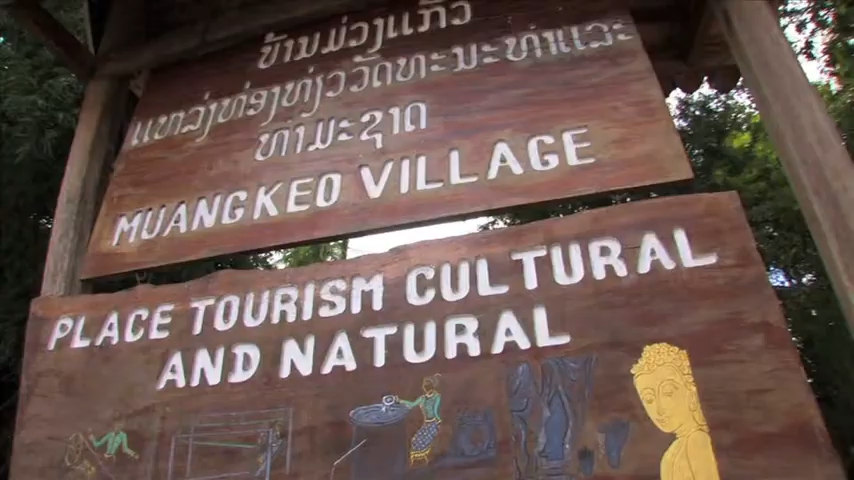 ບ້ານມ່ວງແກ້ວ
ແຫລ່ງທ່ອງທ່ຽວວັດທະນະທຳແລະ
ທຳມະຊາດ
MUANGKEO VILLAGE
PLACE TOURISM CULTURAL
AND NATURAL